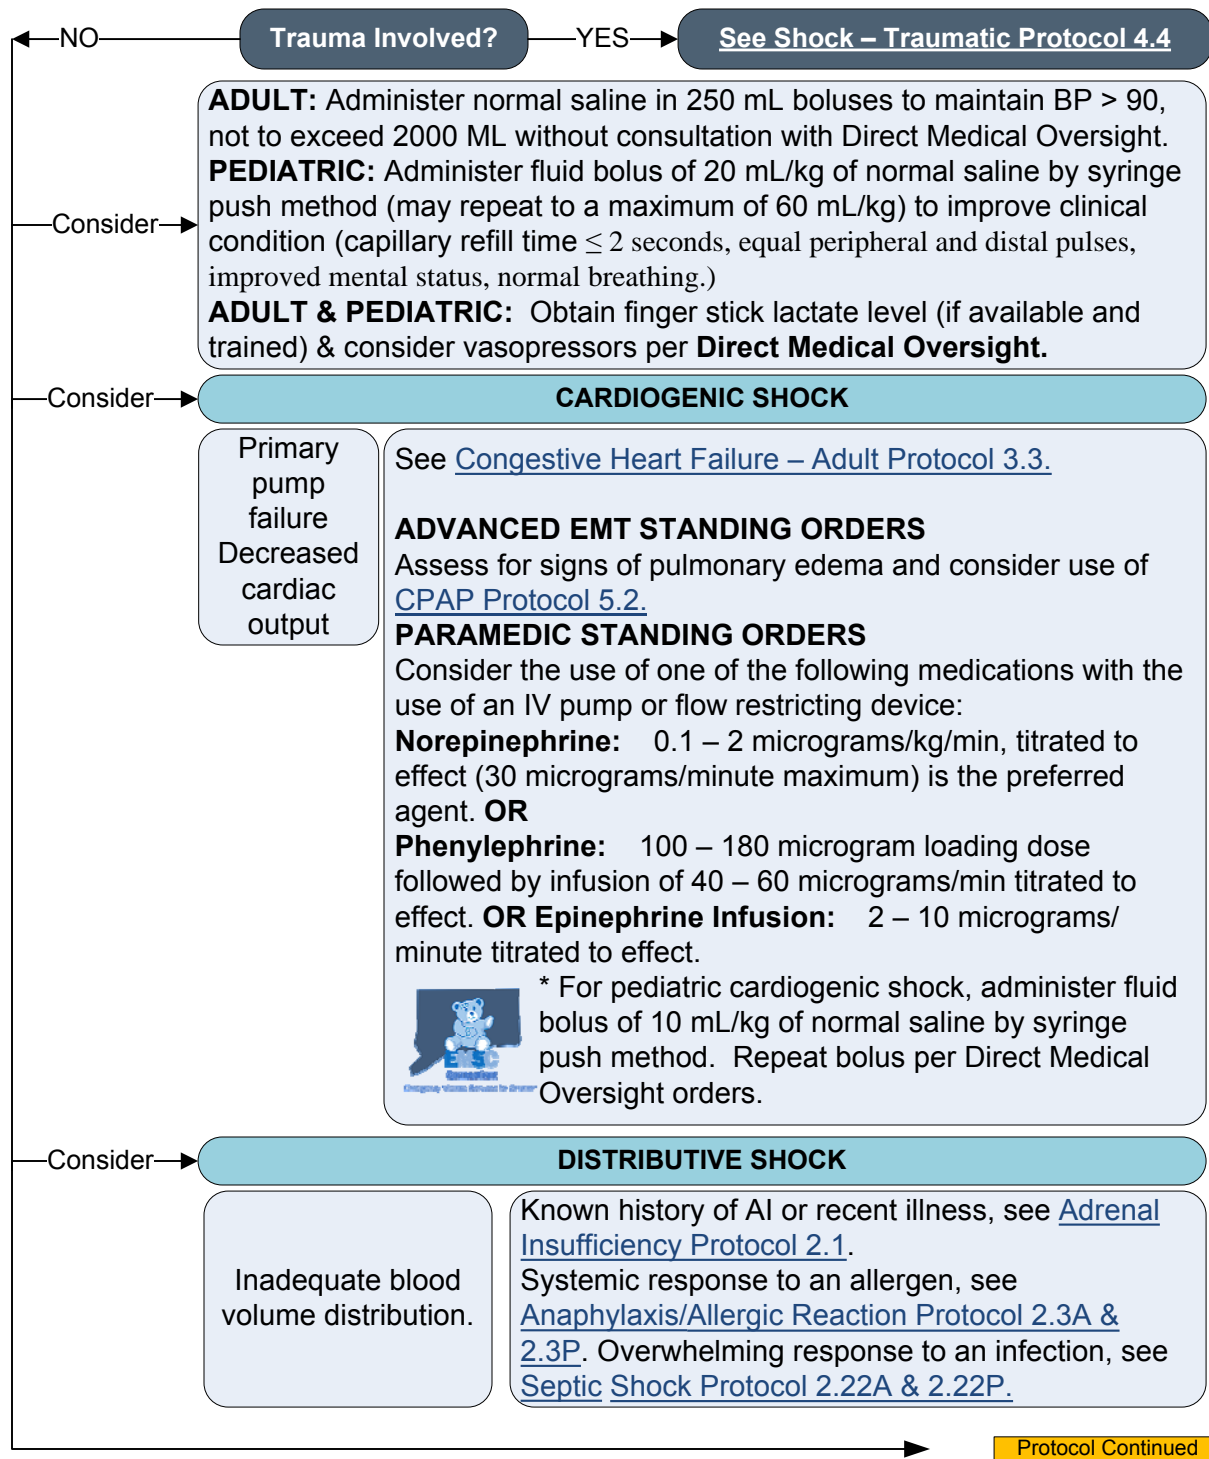 NO
Trauma Involved?
YES
See Shock – Traumatic Protocol 4.4
Consider
ADULT: Administer normal saline in 250 mL boluses to maintain BP > 90,
not to exceed 2000 ML without consultation with Direct Medical Oversight.
PEDIATRIC: Administer fluid bolus of 20 mL/kg of normal saline by syringe
push method (may repeat to a maximum of 60 mL/kg) to improve clinical
condition (capillary refill time ≤ 2 seconds, equal peripheral and distal pulses,
improved mental status, normal breathing.)
ADULT & PEDIATRIC: Obtain finger stick lactate level (if available and
trained) & consider vasopressors per Direct Medical Oversight.
Consider
CARDIOGENIC SHOCK
Primary
pump
failure
Decreased
cardiac
output
See Congestive Heart Failure – Adult Protocol 3.3.
ADVANCED EMT STANDING ORDERS
Assess for signs of pulmonary edema and consider use of
CPAP Protocol 5.2.
PARAMEDIC STANDING ORDERS
Consider the use of one of the following medications with the
use of an IV pump or flow restricting device:
Norepinephrine: 0.1 – 2 micrograms/kg/min, titrated to
effect (30 micrograms/minute maximum) is the preferred
agent. OR
Phenylephrine: 100 – 180 microgram loading dose
followed by infusion of 40 – 60 micrograms/min titrated to
effect. OR Epinephrine Infusion: 2 – 10 micrograms/
minute titrated to effect.
* For pediatric cardiogenic shock, administer fluid
bolus of 10 mL/kg of normal saline by syringe
push method. Repeat bolus per Direct Medical
Oversight orders.
EMSC
Consider
DISTRIBUTIVE SHOCK
Inadequate blood
volume distribution.
Known history of AI or recent illness, see Adrenal
Insufficiency Protocol 2.1.
Systemic response to an allergen, see
Anaphylaxis/Allergic Reaction Protocol 2.3A &
2.3P. Overwhelming response to an infection, see
Septic Shock Protocol 2.22A & 2.22P.
Protocol Continued